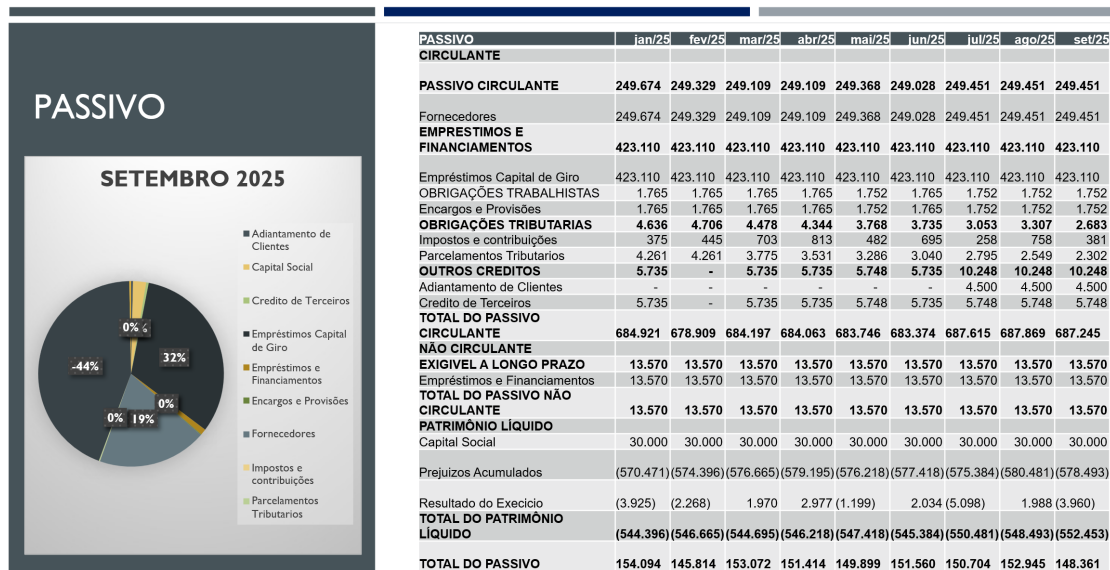 PASSIVO
SETEMBRO 2025
0%
32%
-44%
0%
0%
19%
Adiantamento de
Clientes
Capital Social
Credito de Terceiros
Empréstimos Capital
de Giro
Empréstimos e
Financiamentos
Encargos e Provisões
Fornecedores
Impostos e
contribuições
Parcelamentos
Tributarios
PASSIVO jan/25 fev/25 mar/25 abr/25 mai/25 jun/25 jul/25 ago/25 set/25
CIRCULANTE
PASSIVO CIRCULANTE 249.674 249.329 249.109 249.109 249.368 249.028 249.451 249.451 249.451
Fornecedores 249.674 249.329 249.109 249.109 249.368 249.028 249.451 249.451 249.451
EMPRESTIMOS E
FINANCIAMENTOS 423.110 423.110 423.110 423.110 423.110 423.110 423.110 423.110 423.110
Empréstimos Capital de Giro 423.110 423.110 423.110 423.110 423.110 423.110 423.110 423.110 423.110
OBRIGAÇÕES TRABALHISTAS 1.765 1.765 1.765 1.765 1.752 1.765 1.752 1.752 1.752
Encargos e Provisões 1.765 1.765 1.765 1.765 1.752 1.765 1.752 1.752 1.752
OBRIGAÇÕES TRIBUTARIAS 4.636 4.706 4.478 4.344 3.768 3.735 3.053 3.307 2.683
Impostos e contribuições 375 445 703 813 482 695 258 758 381
Parcelamentos Tributarios 4.261 4.261 3.775 3.531 3.286 3.040 2.795 2.549 2.302
OUTROS CREDITOS 5.735 - 5.735 5.735 5.748 5.735 10.248 10.248 10.248
Adiantamento de Clientes - - - - - - 4.500 4.500 4.500
Credito de Terceiros 5.735 - 5.735 5.735 5.748 5.735 5.748 5.748 5.748
TOTAL DO PASSIVO
CIRCULANTE 684.921 678.909 684.197 684.063 683.746 683.374 687.615 687.869 687.245
NÃO CIRCULANTE
EXIGIVEL A LONGO PRAZO 13.570 13.570 13.570 13.570 13.570 13.570 13.570 13.570 13.570
Empréstimos e Financiamentos 13.570 13.570 13.570 13.570 13.570 13.570 13.570 13.570 13.570
TOTAL DO PASSIVO NÃO
CIRCULANTE 13.570 13.570 13.570 13.570 13.570 13.570 13.570 13.570 13.570
PATRIMÔNIO LÍQUIDO
Capital Social 30.000 30.000 30.000 30.000 30.000 30.000 30.000 30.000 30.000
Prejuizos Acumulados (570.471) (574.396) (576.665) (579.195) (576.218) (577.418) (575.384) (580.481) (578.493)
Resultado do Execicio (3.925) (2.268) 1.970 2.977 (1.199) 2.034 (5.098) 1.988 (3.960)
TOTAL DO PATRIMÔNIO
LÍQUIDO (544.396) (546.665) (544.695) (546.218) (547.418) (545.384) (550.481) (548.493) (552.453)
TOTAL DO PASSIVO 154.094 145.814 153.072 151.414 149.899 151.560 150.704 152.945 148.361